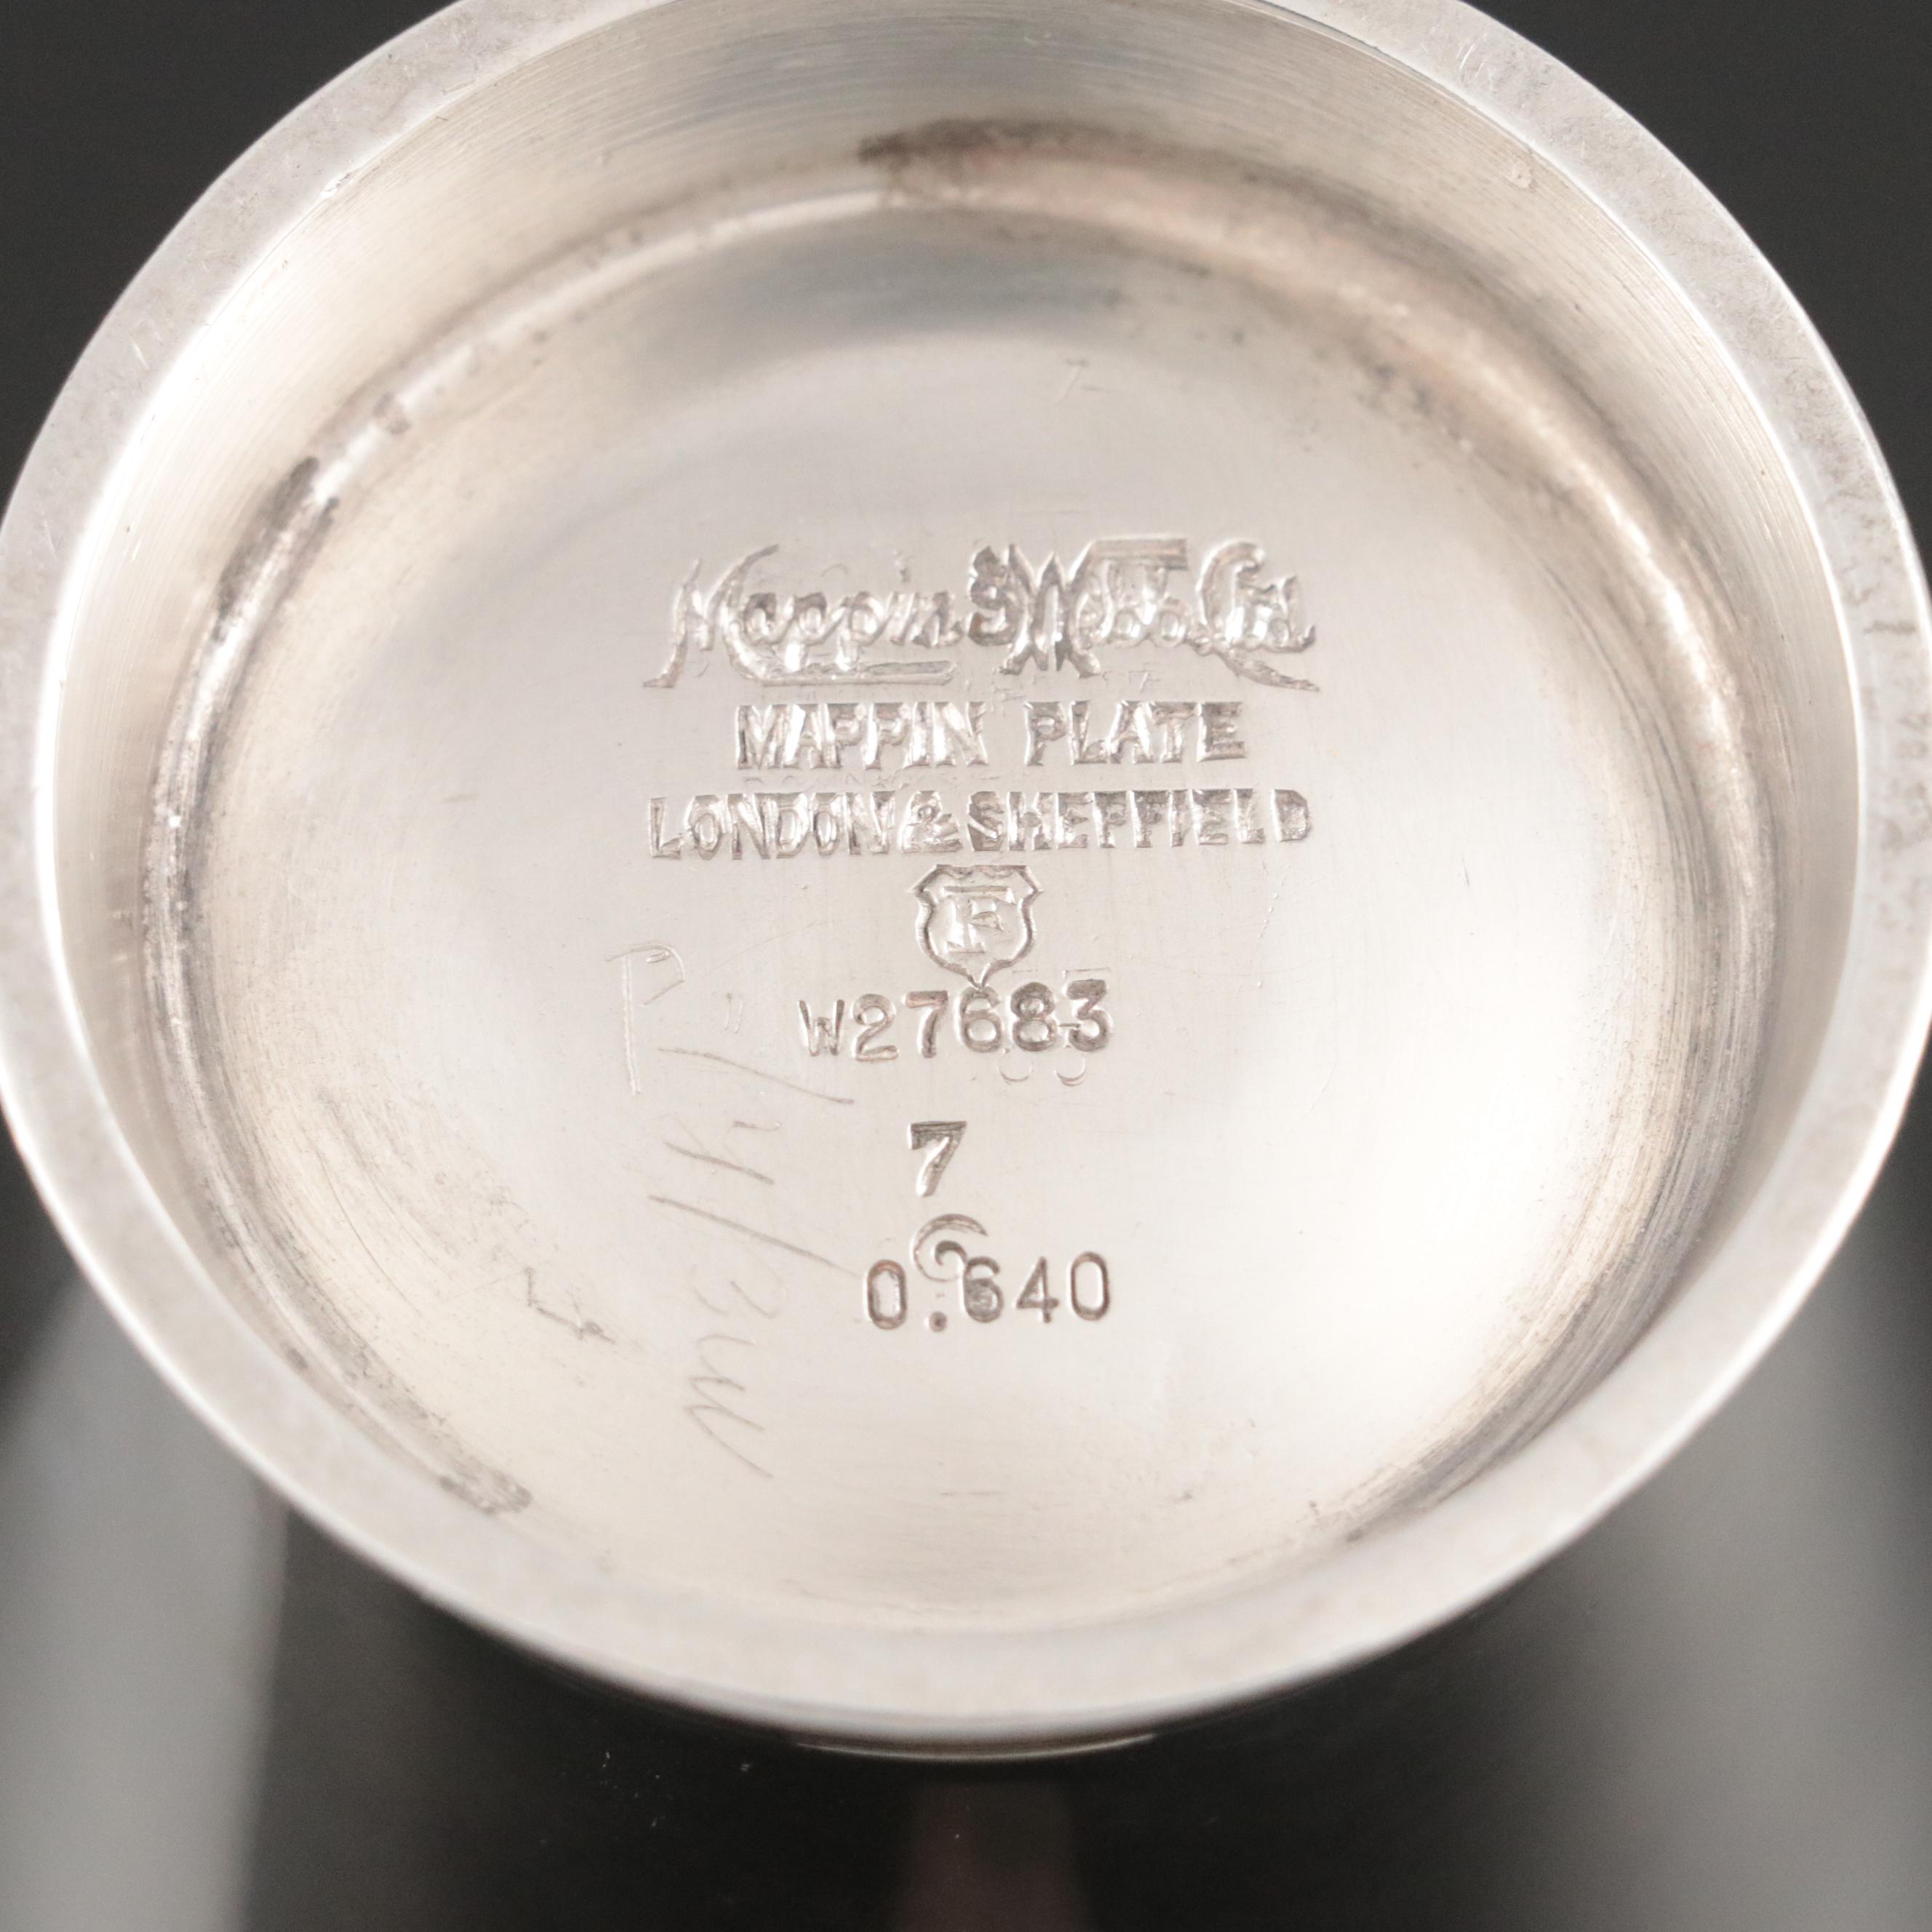 Mappin & Webb Ltd
MAPPIN PLATE
LONDON & SHEFFIELD
F
W27683
7
0.640